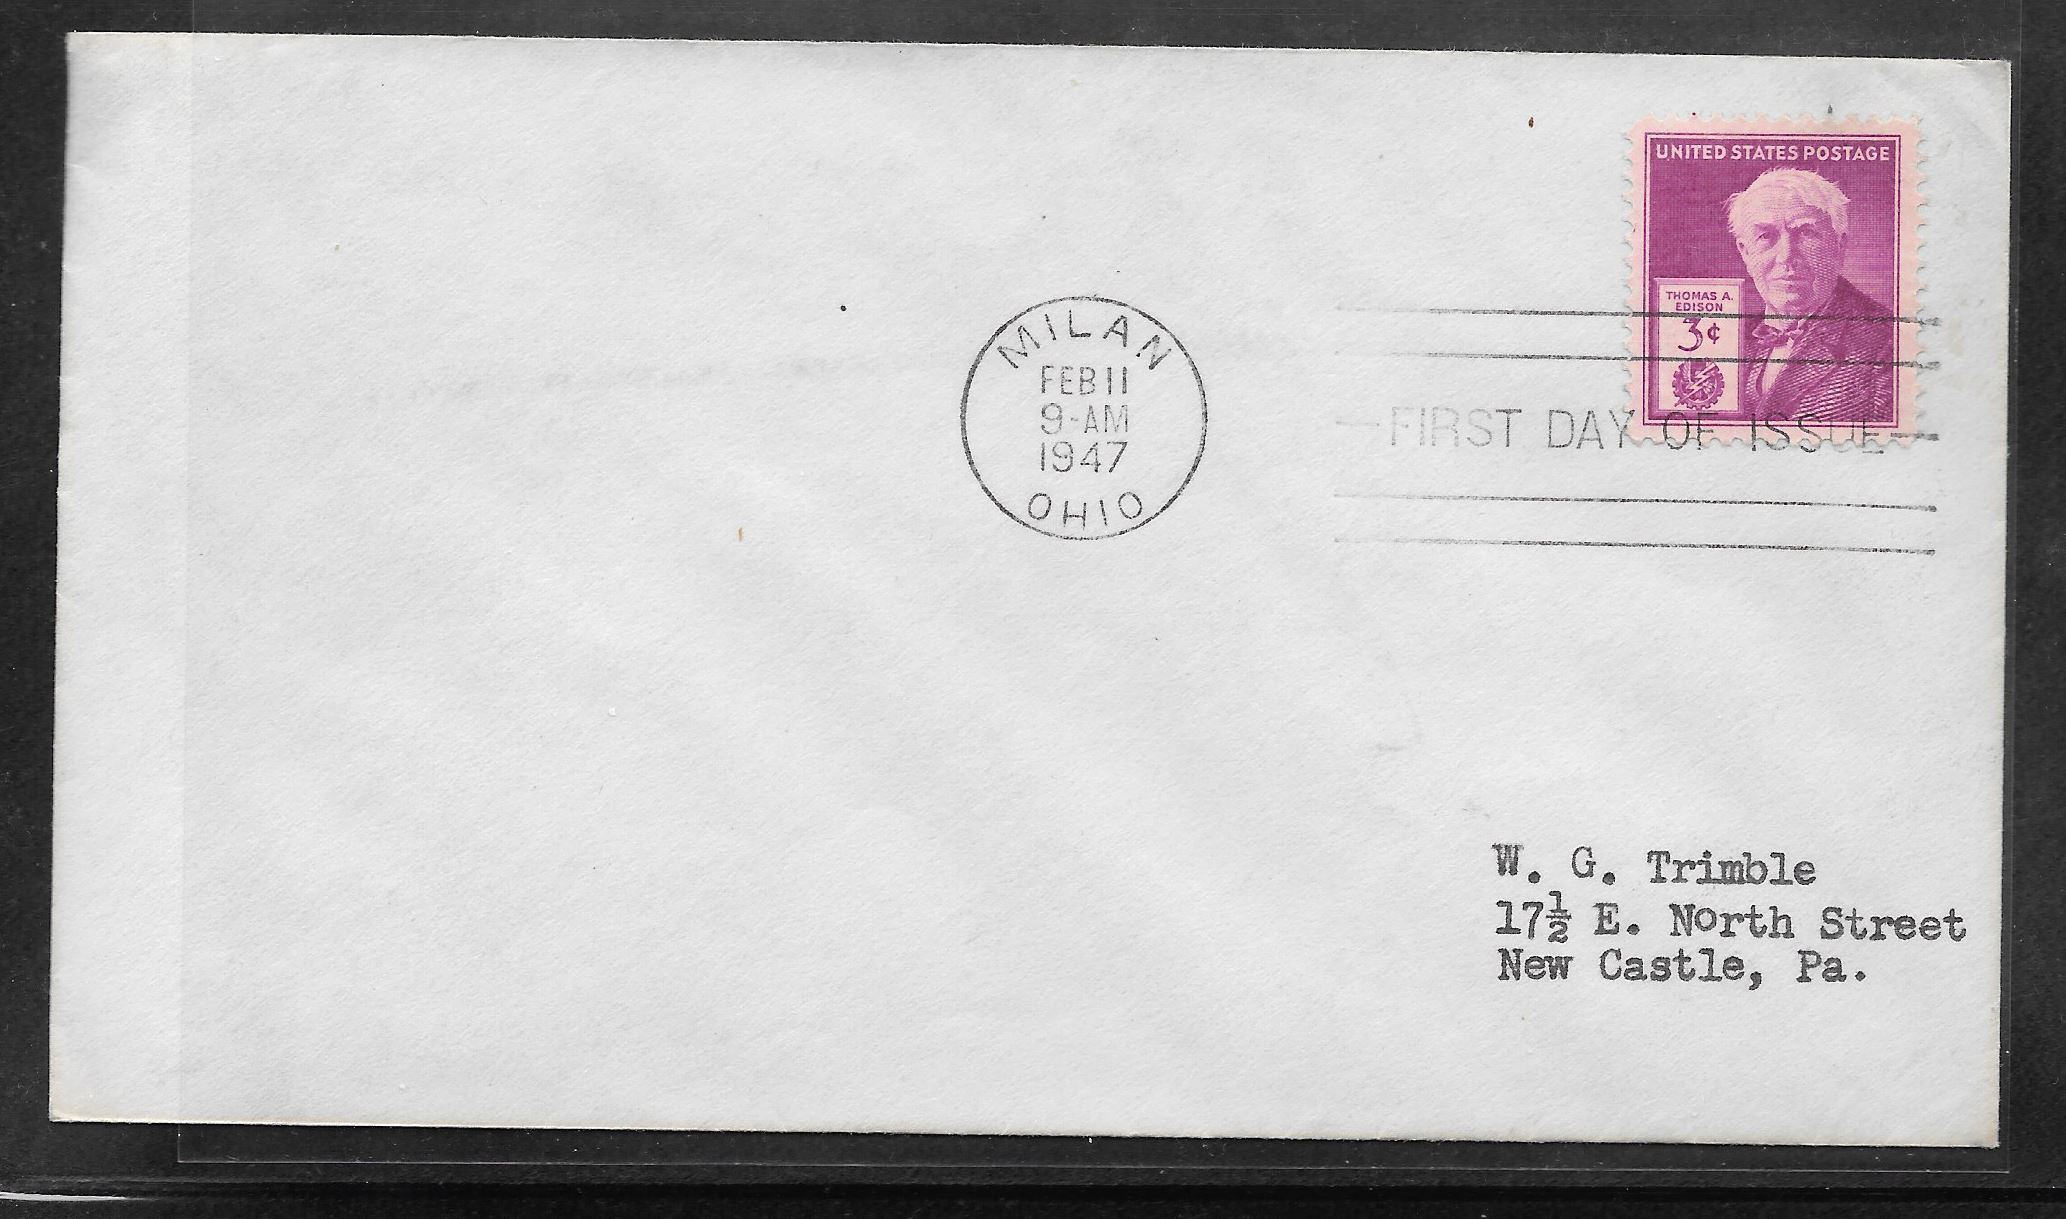 UNITED STATES POSTAGE
THOMAS A.
EDISON
3¢
MILAN
FEB 11
9-AM
1947
OHIO
FIRST DAY OF ISSUE
W. G. Trimble
17½ E. North Street
New Castle, Pa.